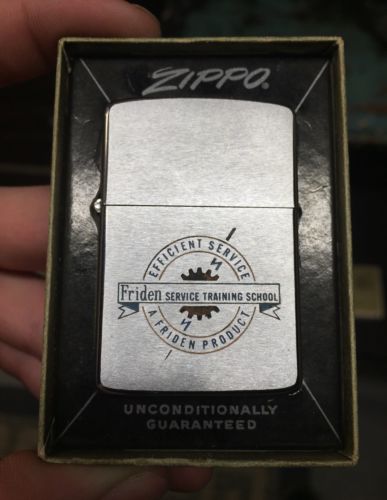 ZIPPO
EFFICIENT SERVICE
Friden SERVICE TRAINING SCHOOL
A FRIDEN PRODUCT
UNCONDITIONALLY
GUARANTEED